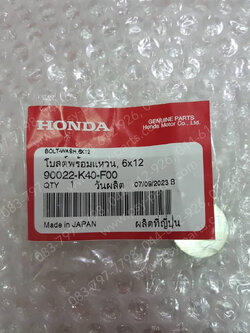 HONDA
GENUINE PARTS
Honda Motor Co., Ltd.
BOLT-WASH,6X12
โบลต์พร้อมแหวน, 6x12
90022-K40-F00
QTY 1 วันผลิต 07/09/2023 B
Made in JAPAN ผลิตที่ญี่ปุ่น